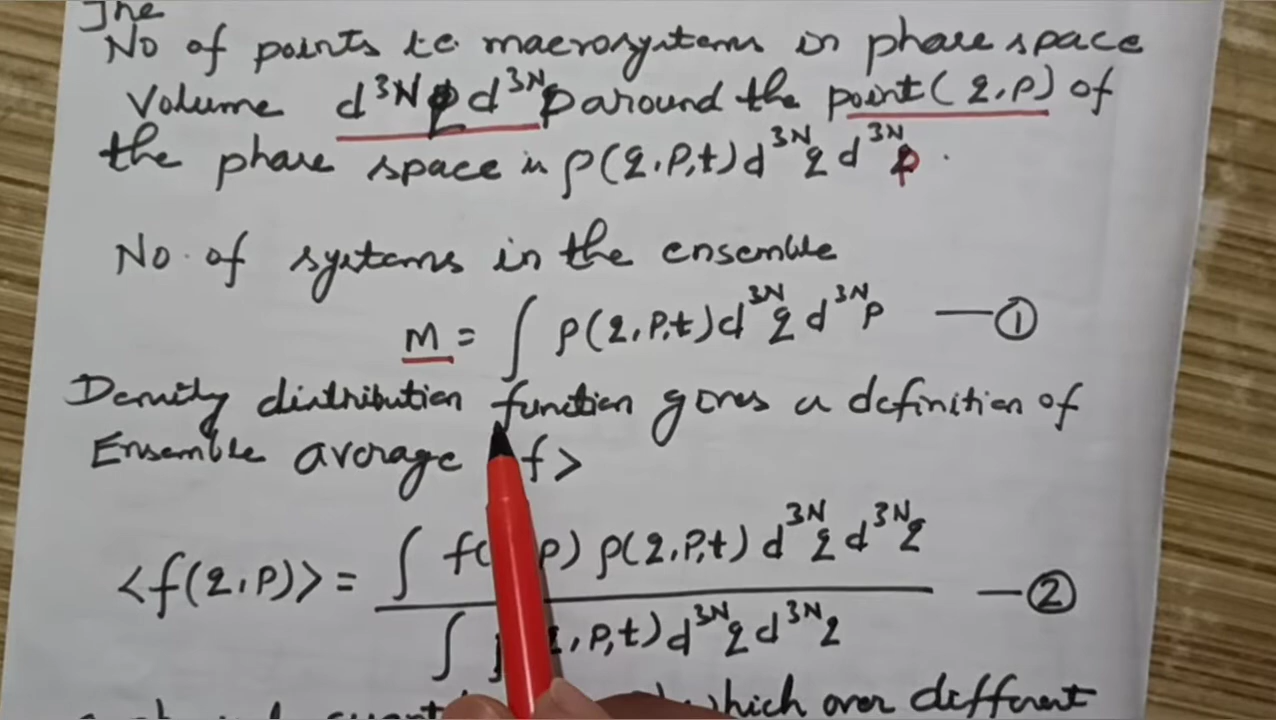 The
No of points i.e. macrosystems in phase space
Volume d^3N q d^3N p around the point (q, p) of
the phase space is ρ(q, p, t) d^3N q d^3N p.
No. of systems in the ensemble
M = ∫ ρ(q, p, t) d^3N q d^3N p — ①
Density distribution function gives a definition of
Ensemble average f >
<f(q, p)> = ∫ f( p) ρ(q, p, t) d^3N q d^3N q — ②
∫ , p, t) d^3N q d^3N q
which over different